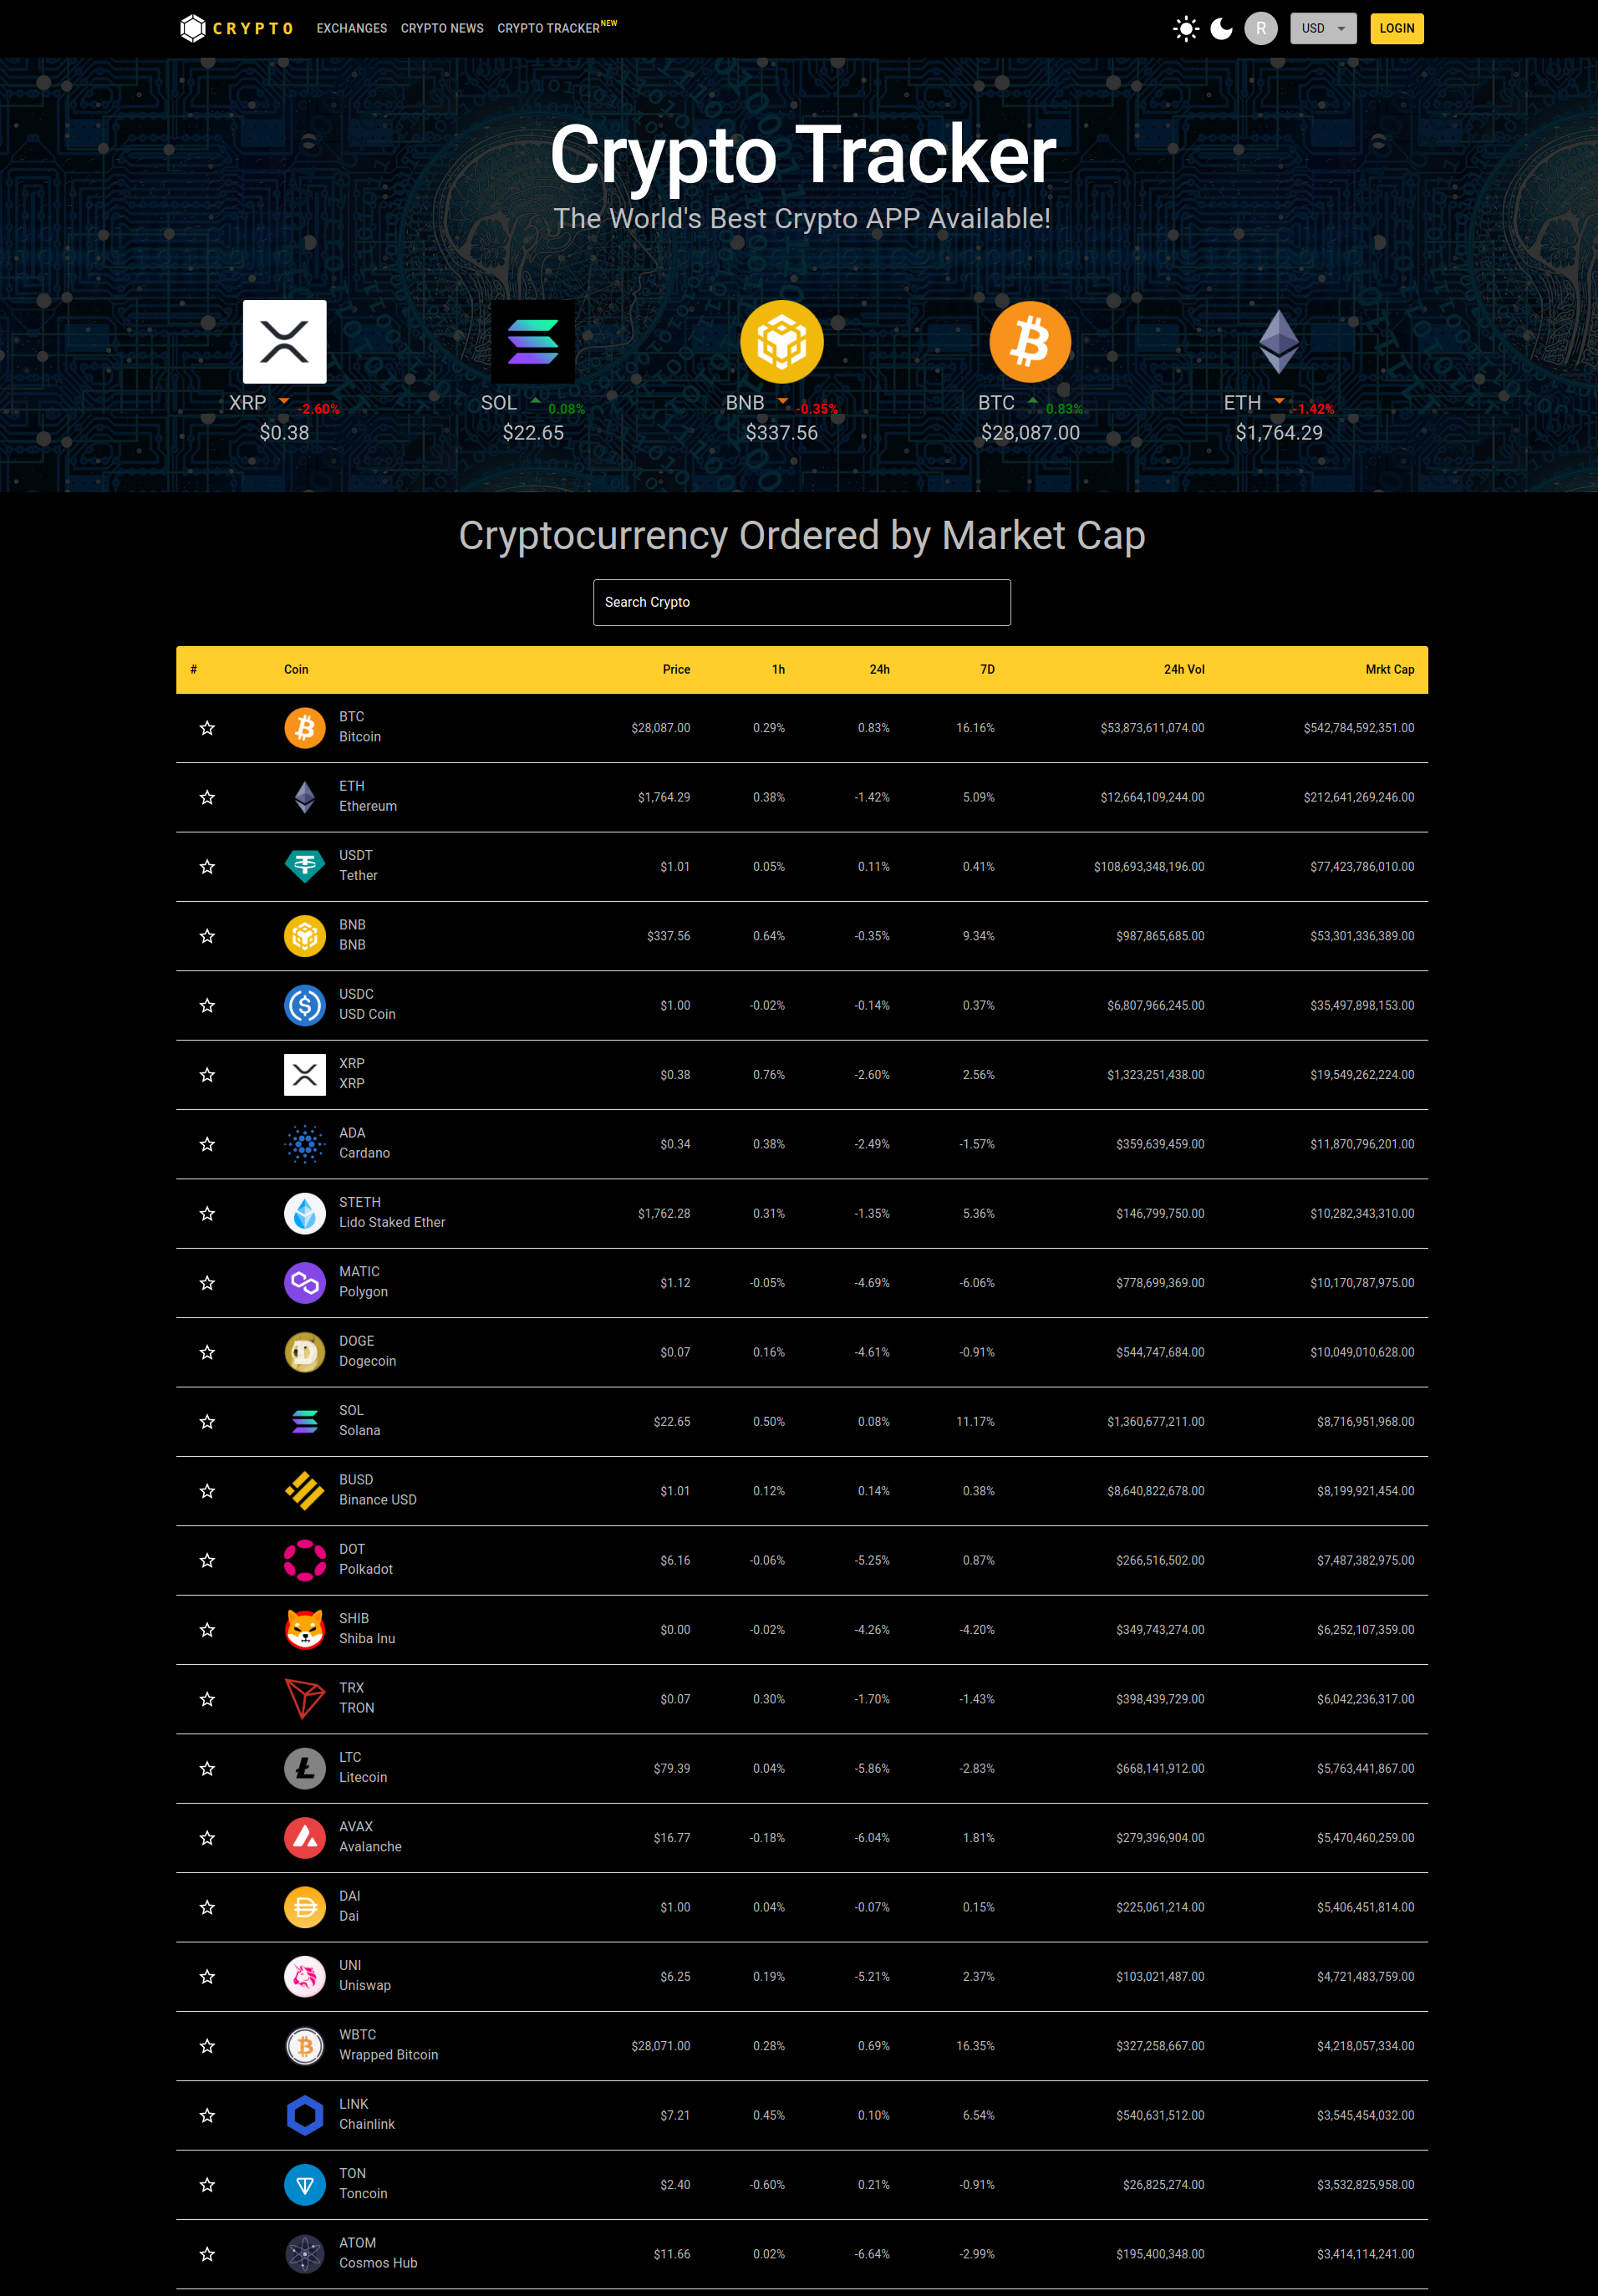 CRYPTO EXCHANGES CRYPTO NEWS CRYPTO TRACKER NEW R USD LOGIN
Crypto Tracker
The World's Best Crypto APP Available!
XRP -2.60% SOL 0.08% BNB -0.35% BTC 0.83% ETH -1.42%
$0.38 $22.65 $337.56 $28,087.00 $1,764.29
Cryptocurrency Ordered by Market Cap
Search Crypto
# Coin Price 1h 24h 7D 24h Vol Mrkt Cap
BTC
Bitcoin
$28,087.00 0.29% 0.83% 16.16% $53,873,611,074.00 $542,784,592,351.00
ETH
Ethereum
$1,764.29 0.38% -1.42% 5.09% $12,664,109,244.00 $212,641,269,246.00
USDT
Tether
$1.01 0.05% 0.11% 0.41% $108,693,348,196.00 $77,423,786,010.00
BNB
BNB
$337.56 0.64% -0.35% 9.34% $987,865,685.00 $53,301,336,389.00
USDC
USD Coin
$1.00 -0.02% -0.14% 0.37% $6,807,966,245.00 $35,497,898,153.00
XRP
XRP
$0.38 0.76% -2.60% 2.56% $1,323,251,438.00 $19,549,262,224.00
ADA
Cardano
$0.34 0.38% -2.49% -1.57% $359,639,459.00 $11,870,796,201.00
STETH
Lido Staked Ether
$1,762.28 0.31% -1.35% 5.36% $146,799,750.00 $10,282,343,310.00
MATIC
Polygon
$1.12 -0.05% -4.69% -6.06% $778,699,369.00 $10,170,787,975.00
DOGE
Dogecoin
$0.07 0.16% -4.61% -0.91% $544,747,684.00 $10,049,010,628.00
SOL
Solana
$22.65 0.50% 0.08% 11.17% $1,360,677,211.00 $8,716,951,968.00
BUSD
Binance USD
$1.01 0.12% 0.14% 0.38% $8,640,822,678.00 $8,199,921,454.00
DOT
Polkadot
$6.16 -0.06% -5.25% 0.87% $266,516,502.00 $7,487,382,975.00
SHIB
Shiba Inu
$0.00 -0.02% -4.26% -4.20% $349,743,274.00 $6,252,107,359.00
TRX
TRON
$0.07 0.30% -1.70% -1.43% $398,439,729.00 $6,042,236,317.00
LTC
Litecoin
$79.39 0.04% -5.86% -2.83% $668,141,912.00 $5,763,441,867.00
AVAX
Avalanche
$16.77 -0.18% -6.04% 1.81% $279,396,904.00 $5,470,460,259.00
DAI
Dai
$1.00 0.04% -0.07% 0.15% $225,061,214.00 $5,406,451,814.00
UNI
Uniswap
$6.25 0.19% -5.21% 2.37% $103,021,487.00 $4,721,483,759.00
WBTC
Wrapped Bitcoin
$28,071.00 0.28% 0.69% 16.35% $327,258,667.00 $4,218,057,334.00
LINK
Chainlink
$7.21 0.45% 0.10% 6.54% $540,631,512.00 $3,545,454,032.00
TON
Toncoin
$2.40 -0.60% 0.21% -0.91% $26,825,274.00 $3,532,825,958.00
ATOM
Cosmos Hub
$11.66 0.02% -6.64% -2.99% $195,400,348.00 $3,414,114,241.00